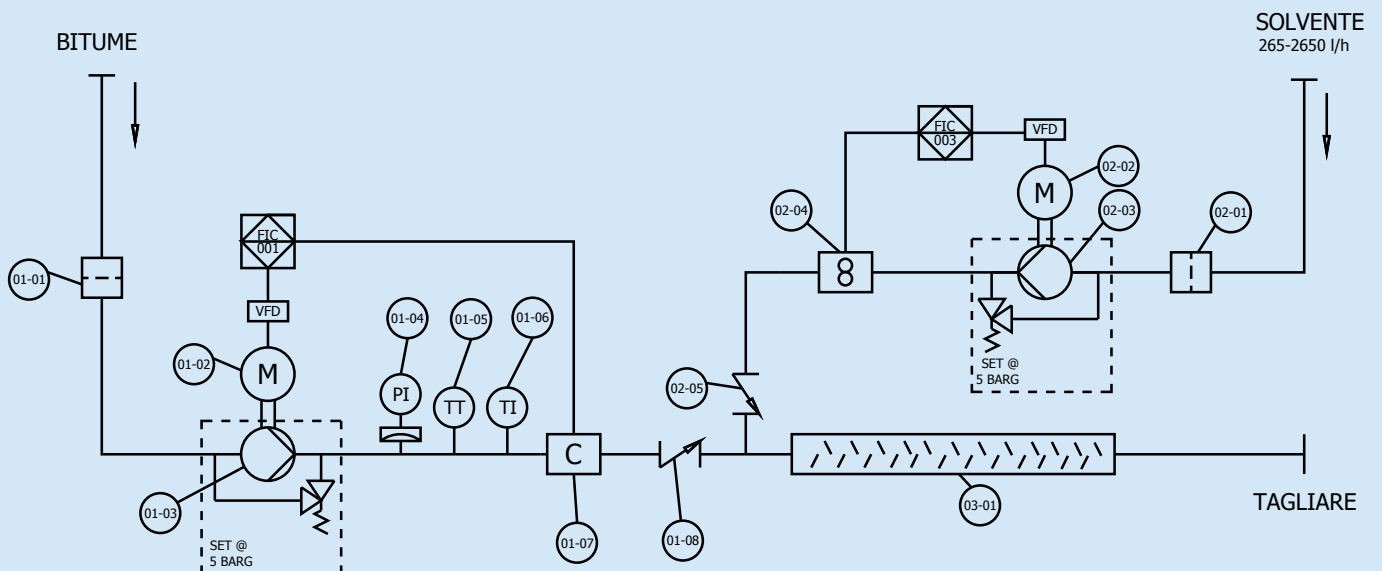 BITUME
SOLVENTE
265-2650 l/h
FIC
003
VFD
02-02
M
02-04
02-03
02-01
FIC
001
8
01-01
VFD
01-04
01-05
01-06
01-02
M
SET @
5 BARG
02-05
PI
TT
TI
C
01-03
03-01
TAGLIARE
01-07
01-08
SET @
5 BARG